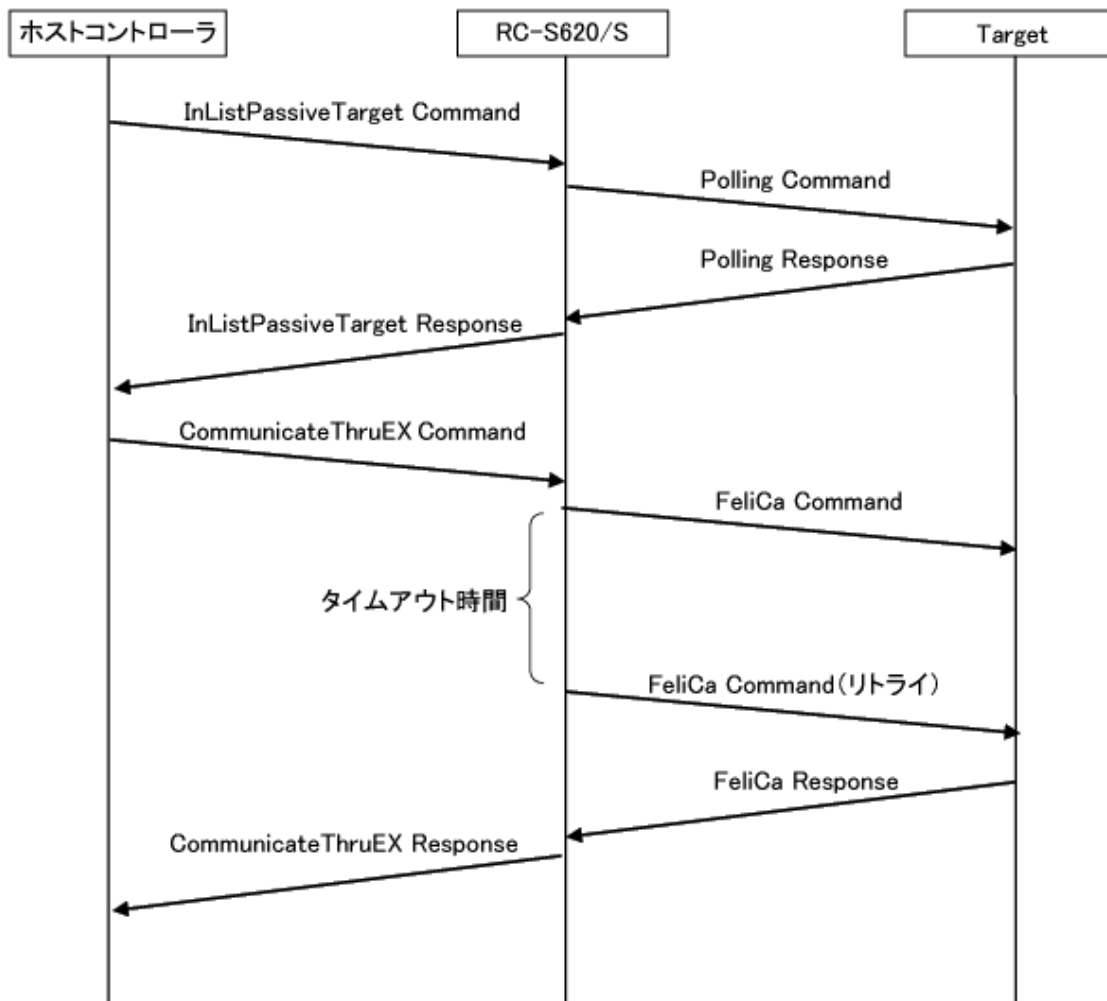 ホストコントローラ
RC-S620/S
Target
InListPassiveTarget Command
Polling Command
Polling Response
InListPassiveTarget Response
CommunicateThruEX Command
FeliCa Command
タイムアウト時間
FeliCa Command(リトライ)
FeliCa Response
CommunicateThruEX Response